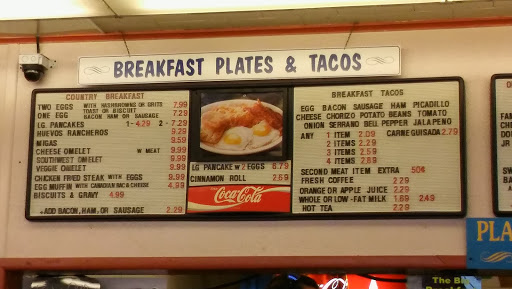 BREAKFAST PLATES & TACOS
COUNTRY BREAKFAST
TWO EGGS WITH HASHBROWNS OR GRITS 7.99
TOAST OR BISCUIT
ONE EGG BACON HAM OR SAUSAGE 7.29
LG. PANCAKES 1-4.29 2-7.29
HUEVOS RANCHEROS 9.29
MIGAS 9.59
CHEESE OMELET W MEAT 9.99
SOUTHWEST OMELET 9.99
VEGGIE OMULET 9.99
CHICKEN FRIED STEAK WITH EGGS 9.99
EGG MUFFIN WITH CANADIAN BAC & CHEESE 4.99
BISCUITS & GRAVY 4.99
+ADD BACON, HAM, OR SAUSAGE 2.29
LG PANCAKE W 2 EGGS 6.79
CINNAMON ROLL 2.69
Coca-Cola
BREAKFAST TACOS
EGG BACON SAUSAGE HAM PICADILLO
CHEESE CHORIZO POTATO BEANS TOMATO
ONION SERRANO BELL PEPPER JALAPENO
ANY 1 ITEM 2.09 CARNE GUISADA 2.79
2 ITEMS 2.29
3 ITEMS 2.59
4 ITEMS 2.89
SECOND MEAT ITEM EXTRA 50¢
FRESH COFFEE 2.29
ORANGE OR APPLE JUICE 2.29
WHOLE OR LOW-FAT MILK 1.69 2.49
HOT TEA 2.29
PLA
The